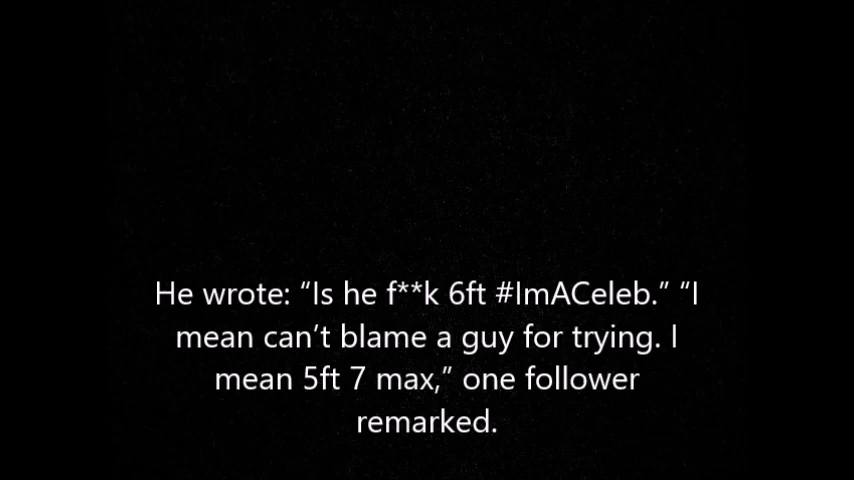 He wrote: “Is he f**k 6ft #ImACeleb.” “I
mean can’t blame a guy for trying. I
mean 5ft 7 max,” one follower
remarked.